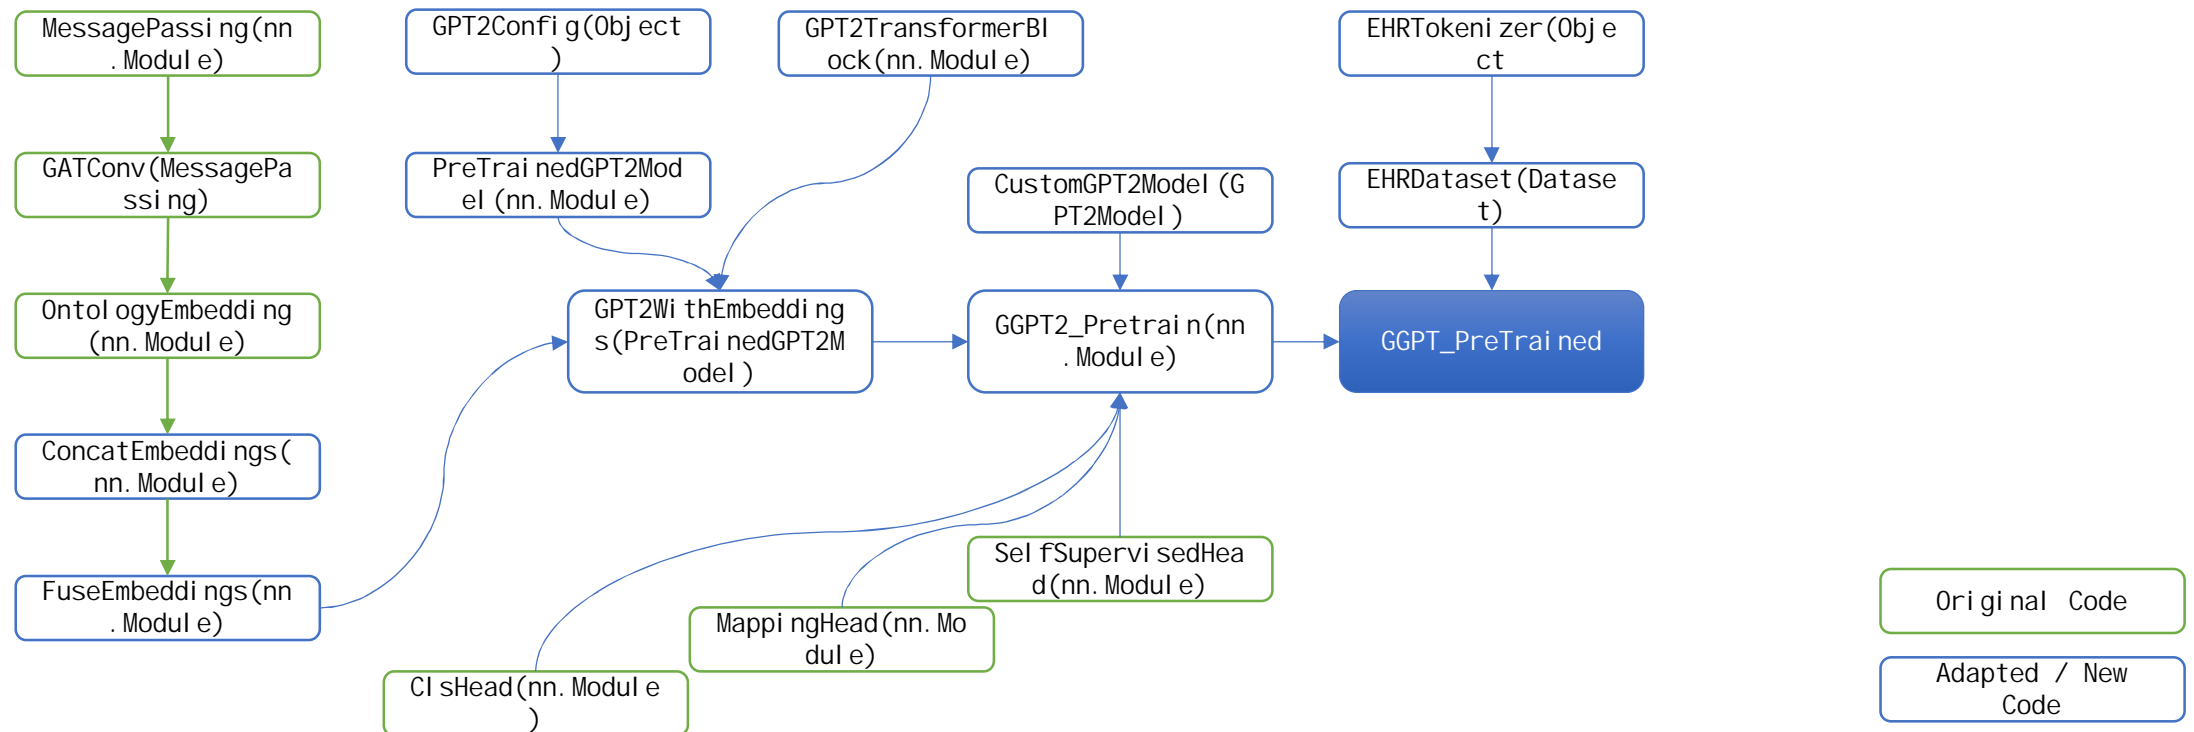 MessagePassing(nn
.Module)
GPT2Config(Object
)
GPT2TransformerBl
ock(nn.Module)
EHRTokenizer(Obje
ct
GATConv(MessagePa
ssing)
PreTrainedGPT2Mod
el(nn.Module)
CustomGPT2Model(G
PT2Model)
EHRDataset(Datase
t)
OntologyEmbedding
(nn.Module)
GPT2WithEmbedding
s(PreTrainedGPT2M
odel)
GGPT2_Pretrain(nn
.Module)
GGPT_PreTrained
ConcatEmbeddings(
nn.Module)
FuseEmbeddings(nn
.Module)
SelfSupervisedHea
d(nn.Module)
MappingHead(nn.Mo
dule)
ClsHead(nn.Module
)
Original Code
Adapted / New
Code